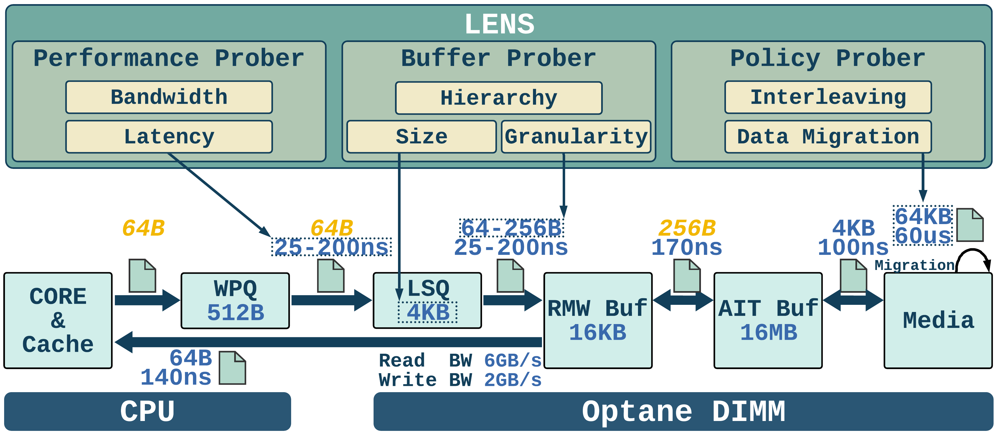 LENS
Performance Prober
Bandwidth
Latency
Buffer Prober
Hierarchy
Size
Granularity
Policy Prober
Interleaving
Data Migration
64B
64B
25-200ns
64-256B
25-200ns
256B
170ns
4KB
100ns
64KB
60us
Migration
CORE
&
Cache
WPQ
512B
LSQ
4KB
RMW Buf
16KB
AIT Buf
16MB
Media
64B
140ns
Read BW 6GB/s
Write BW 2GB/s
CPU
Optane DIMM